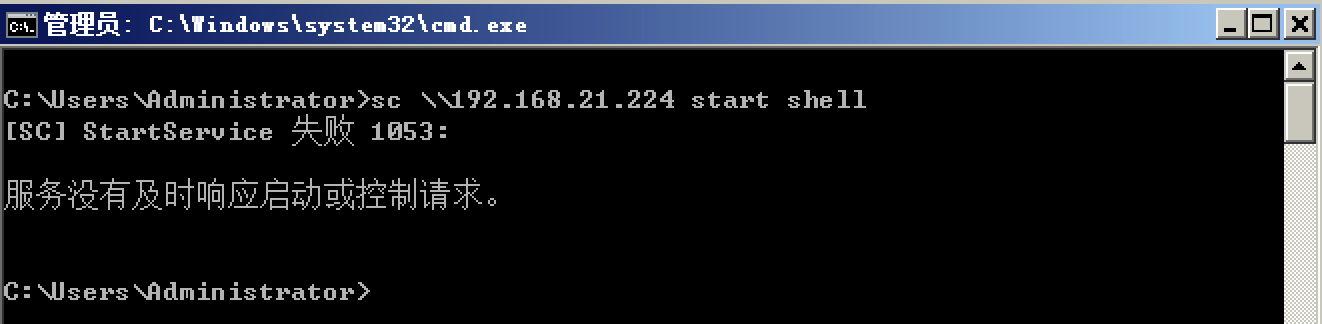 管理员: C:\Windows\system32\cmd.exe
C:\Users\Administrator>sc \\192.168.21.224 start shell
[SC] StartService 失败 1053:
服务没有及时响应启动或控制请求。
C:\Users\Administrator>